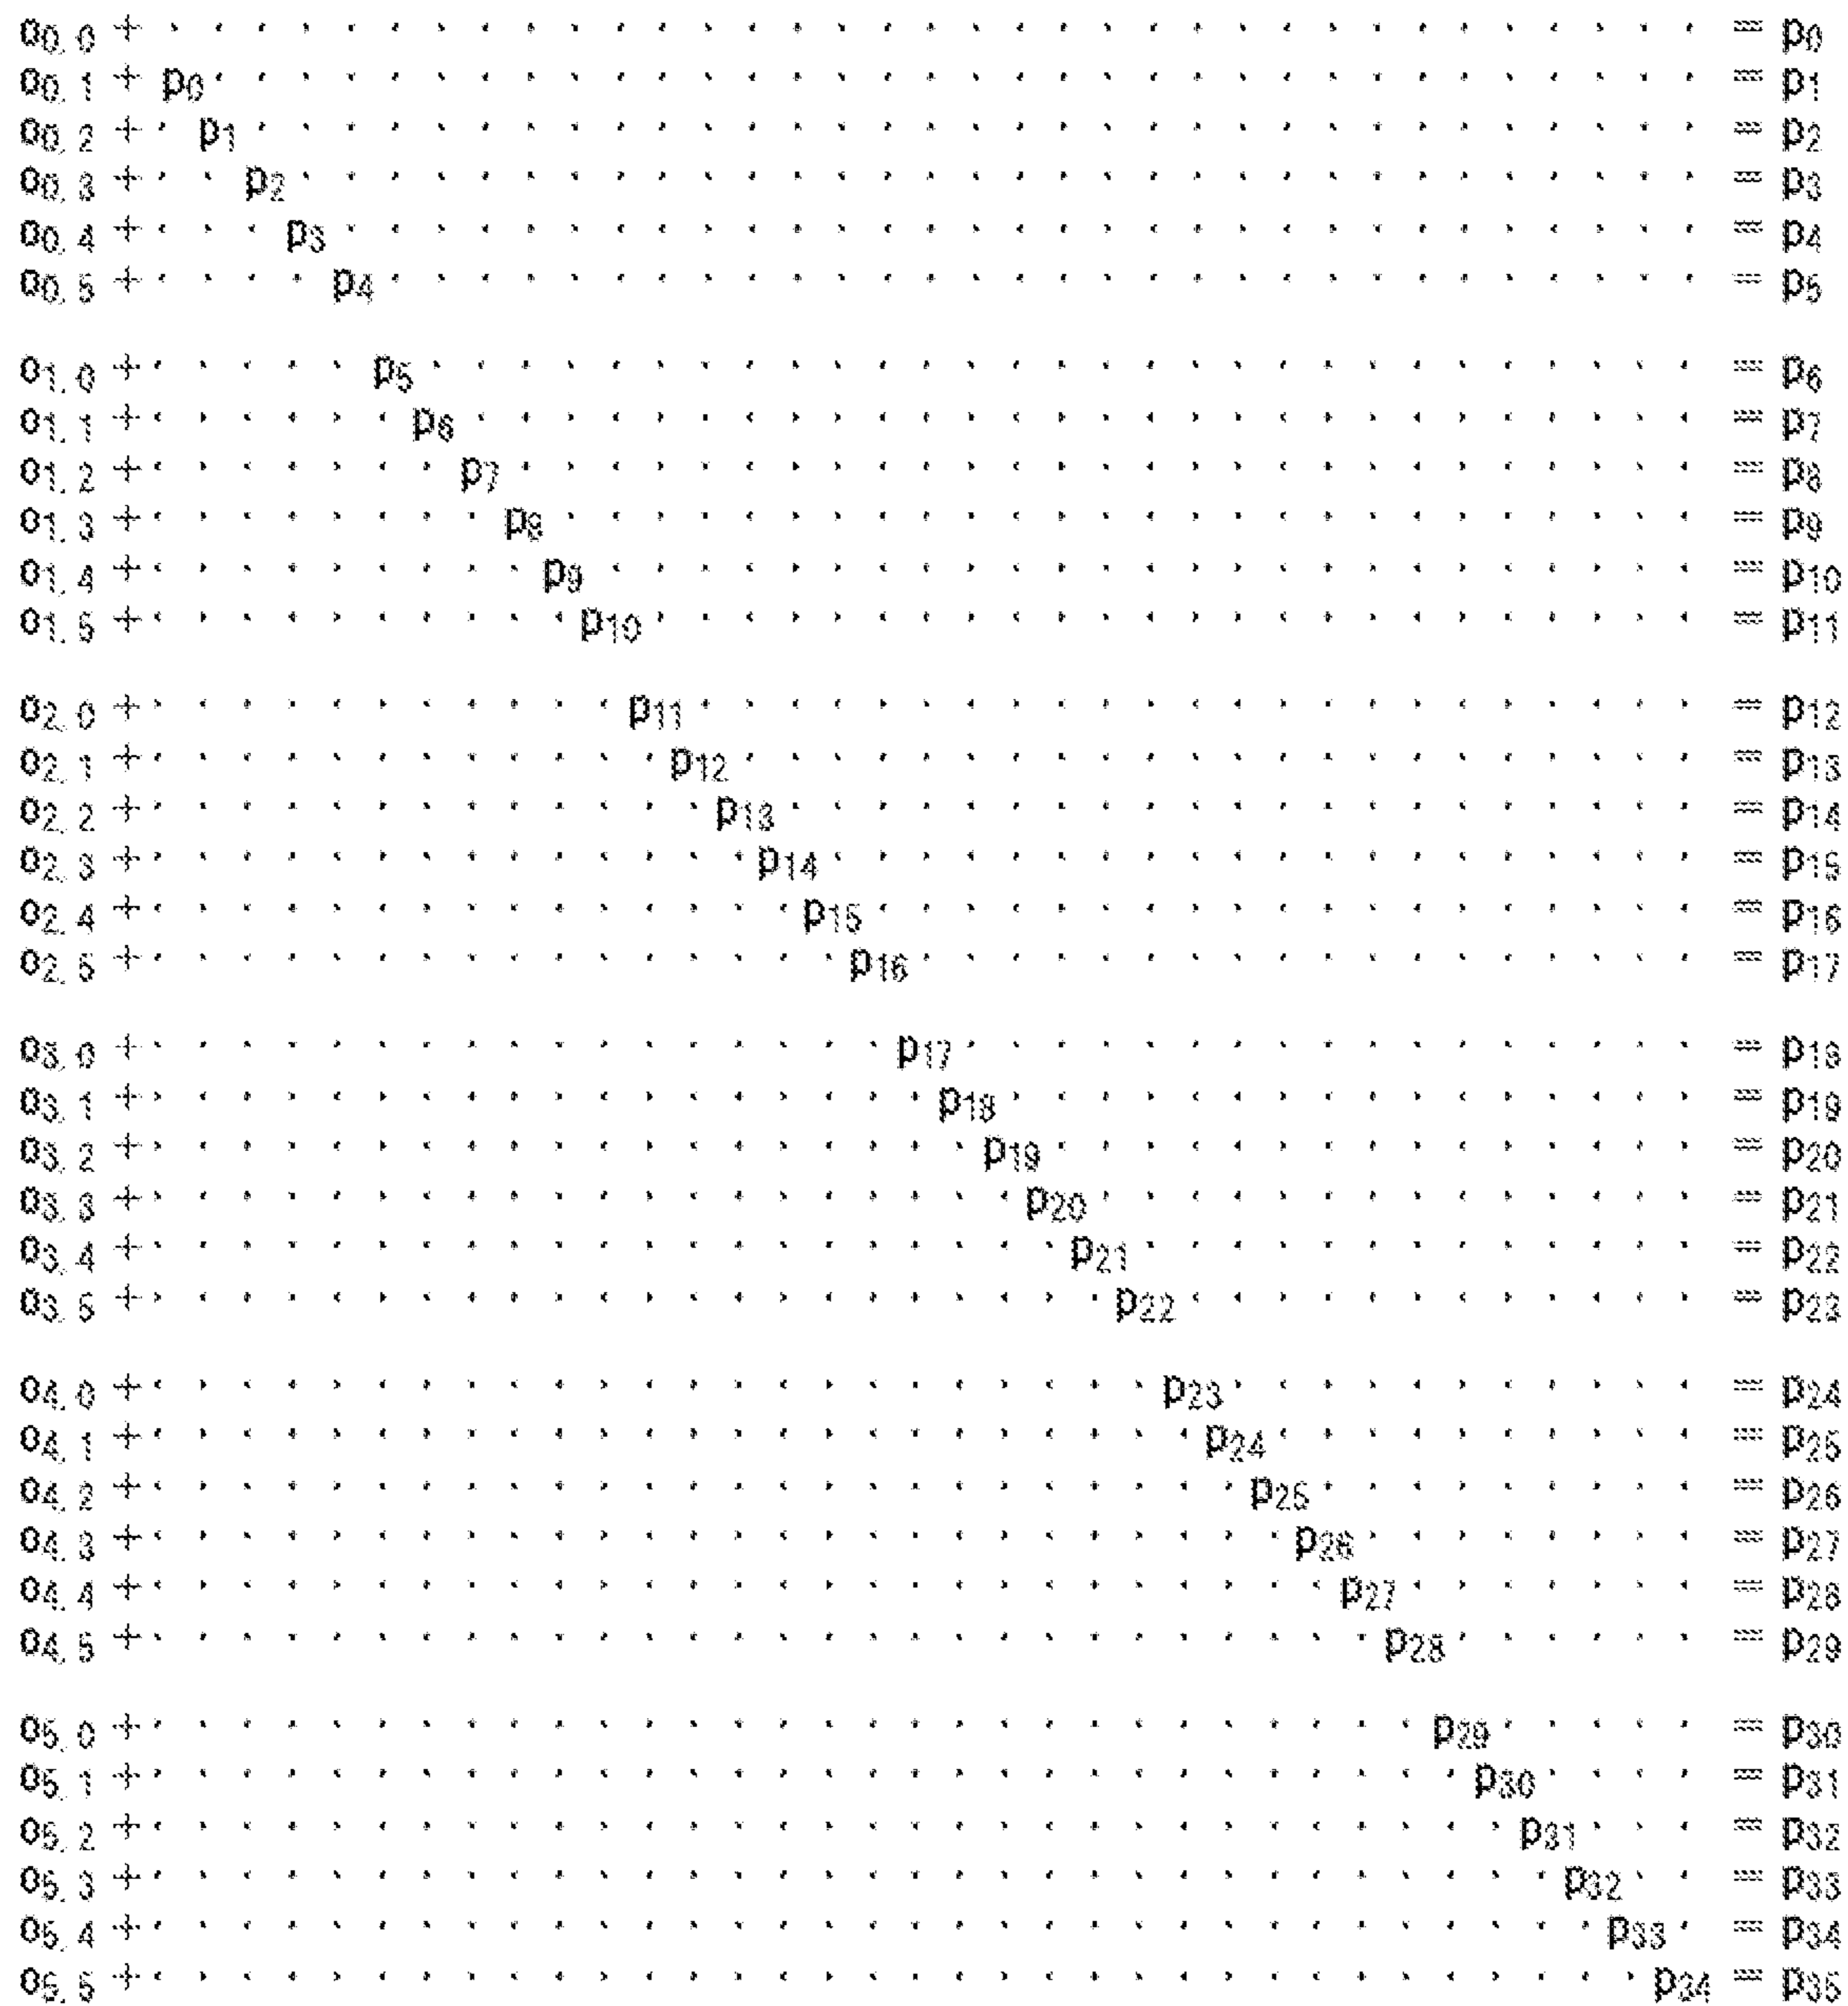 o0,0 + = p0
o0,1 + p0 = p1
o0,2 + p1 = p2
o0,3 + p2 = p3
o0,4 + p3 = p4
o0,5 + p4 = p5
o1,0 + p5 = p6
o1,1 + p6 = p7
o1,2 + p7 = p8
o1,3 + p8 = p9
o1,4 + p9 = p10
o1,5 + p10 = p11
o2,0 + p11 = p12
o2,1 + p12 = p13
o2,2 + p13 = p14
o2,3 + p14 = p15
o2,4 + p15 = p16
o2,5 + p16 = p17
o3,0 + p17 = p18
o3,1 + p18 = p19
o3,2 + p19 = p20
o3,3 + p20 = p21
o3,4 + p21 = p22
o3,5 + p22 = p23
o4,0 + p23 = p24
o4,1 + p24 = p25
o4,2 + p25 = p26
o4,3 + p26 = p27
o4,4 + p27 = p28
o4,5 + p28 = p29
o5,0 + p29 = p30
o5,1 + p30 = p31
o5,2 + p31 = p32
o5,3 + p32 = p33
o5,4 + p33 = p34
o5,5 + p34 = p35